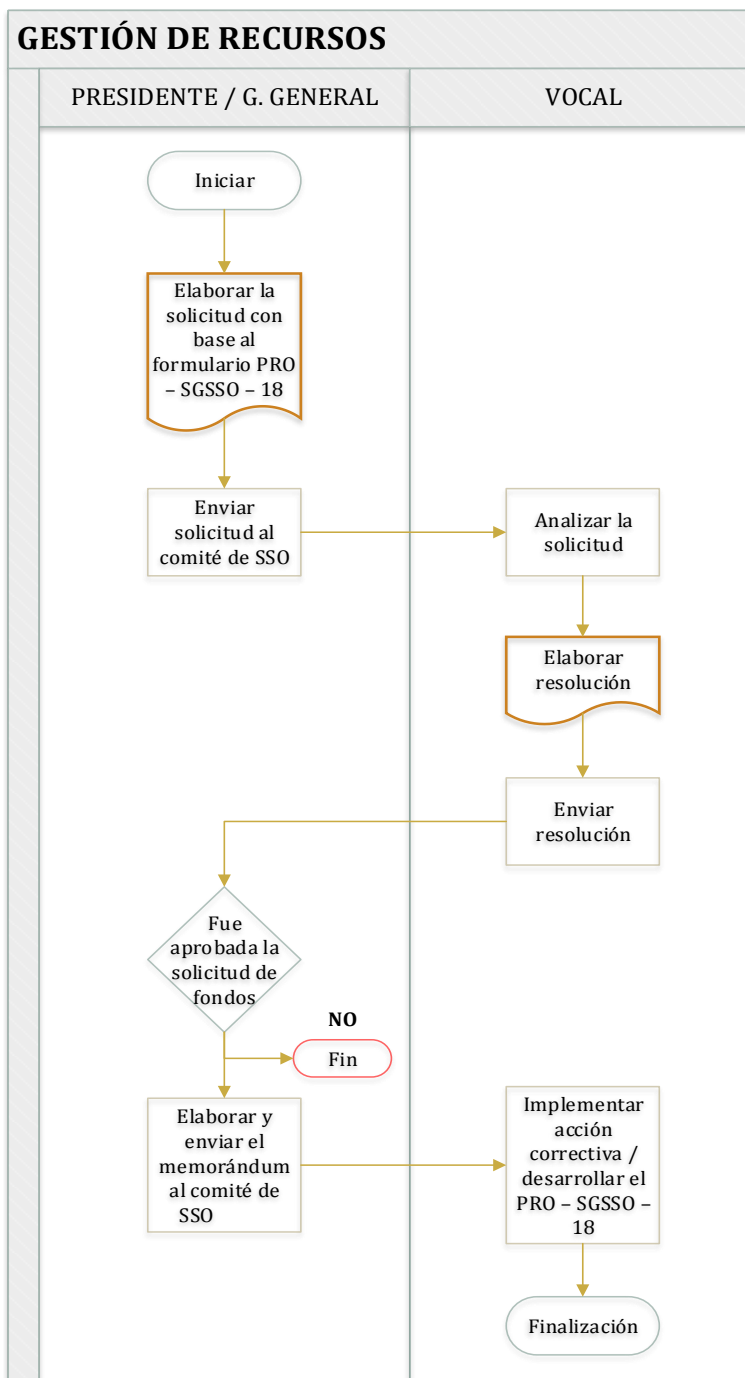 GESTIÓN DE RECURSOS
PRESIDENTE / G. GENERAL
VOCAL
Iniciar
Elaborar la
solicitud con
base al
formulario PRO
– SGSSO – 18
Enviar
solicitud al
comité de SSO
Analizar la
solicitud
Elaborar
resolución
Enviar
resolución
Fue
aprobada la
solicitud de
fondos
NO
Fin
Elaborar y
enviar el
memorándum
al comité de
SSO
Implementar
acción
correctiva /
desarrollar el
PRO – SGSSO –
18
Finalización